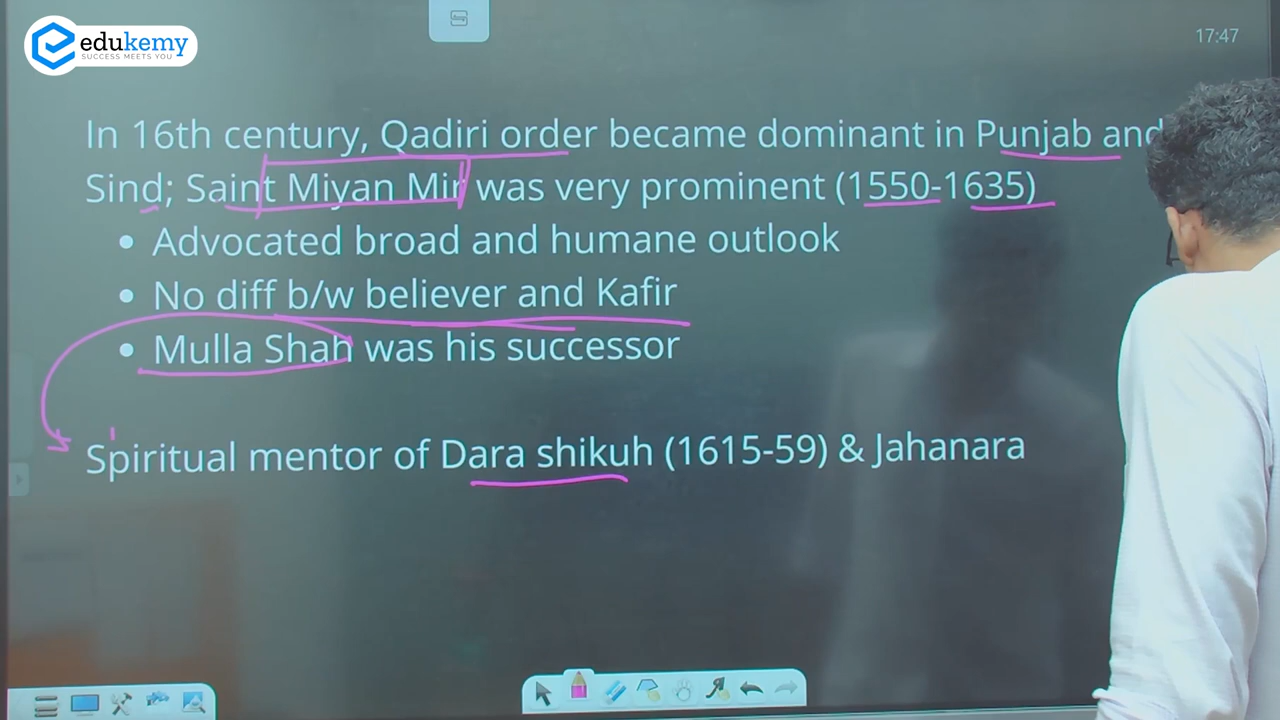 edukemy
SUCCESS MEETS YOU
17:47
In 16th century, Qadiri order became dominant in Punjab and
Sind; Saint Miyan Mir was very prominent (1550-1635)
• Advocated broad and humane outlook
• No diff b/w believer and Kafir
• Mulla Shah was his successor
Spiritual mentor of Dara shikuh (1615-59) & Jahanara